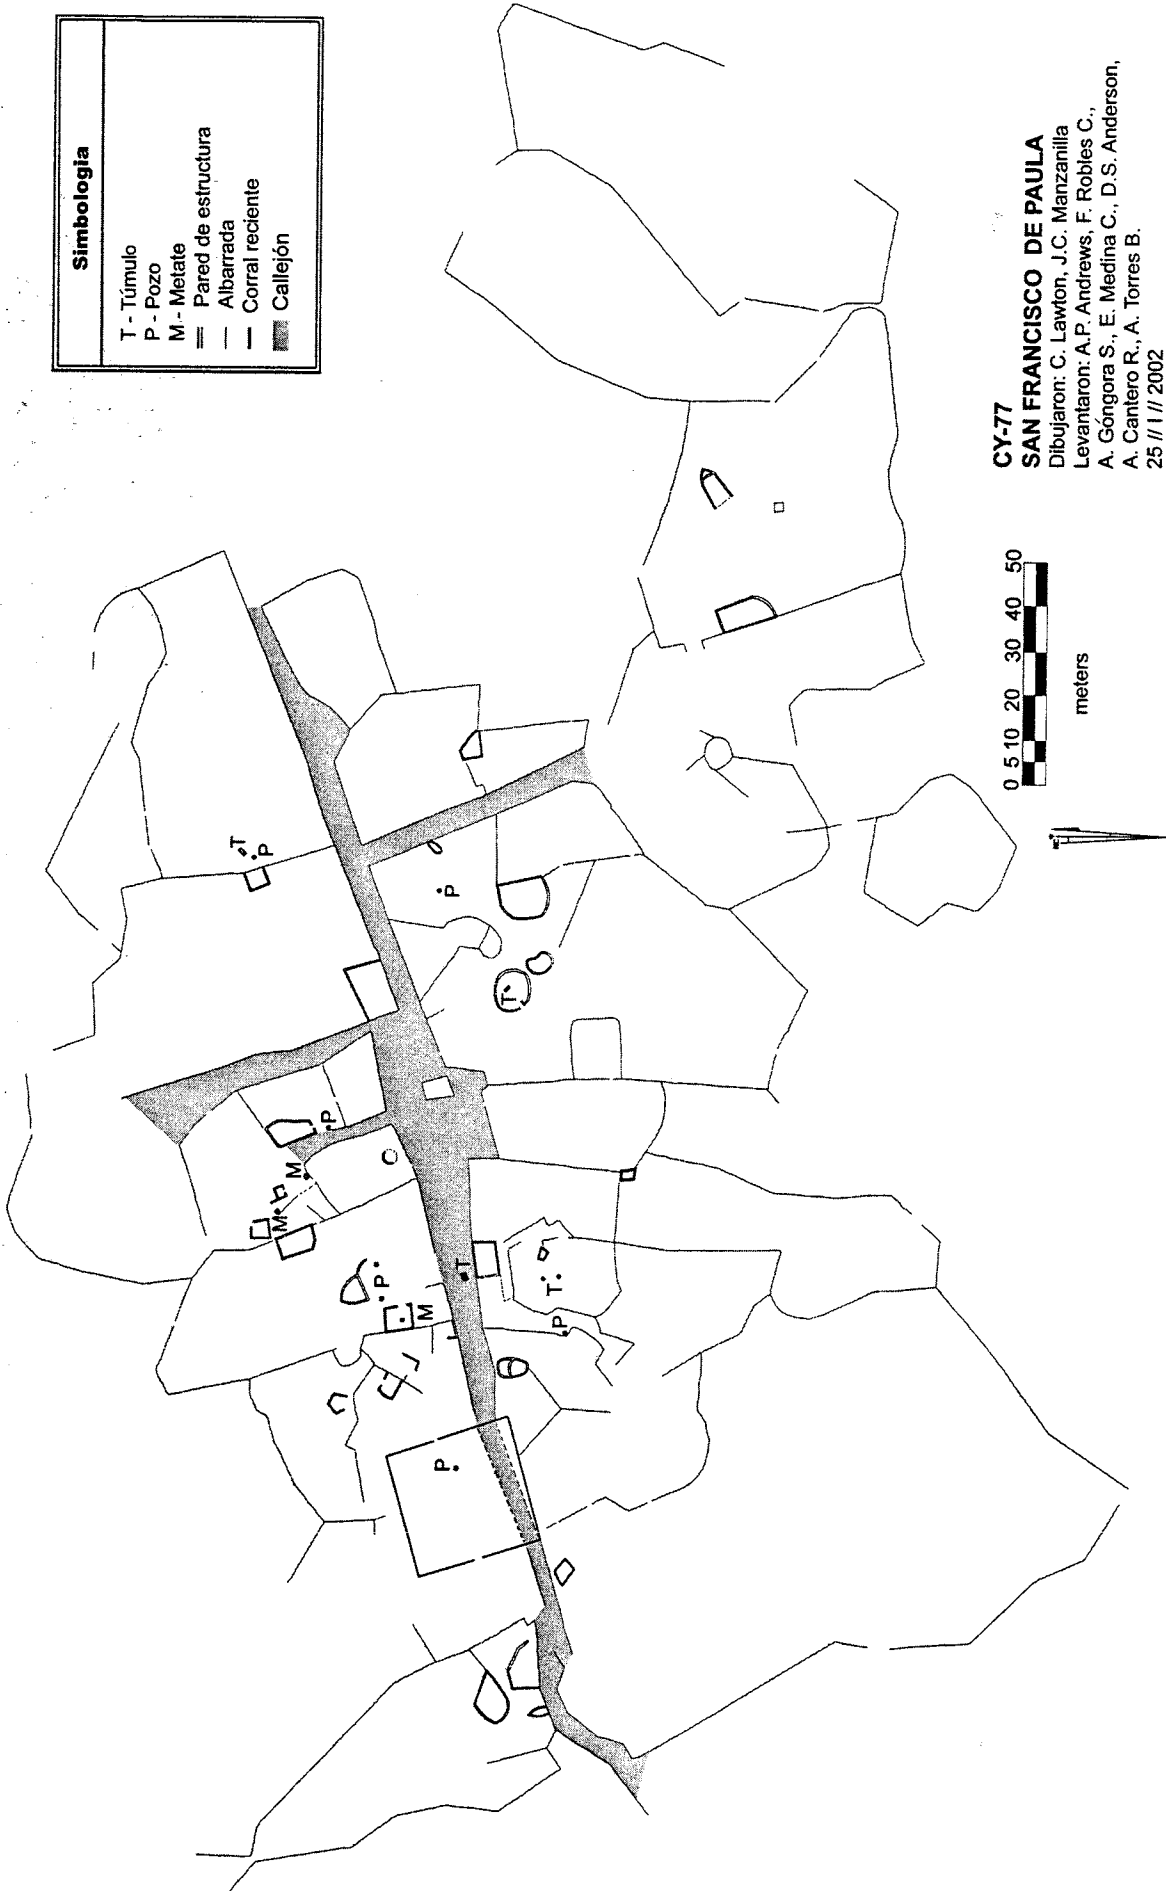 Simbologia
T - Túmulo
P - Pozo
M - Metate
Pared de estructura
Albarrada
Corral reciente
Callejón
T
P
P
T
P
M
M
P
M
T
T
P
P
0 5 10 20 30 40 50
meters
CY-77
SAN FRANCISCO DE PAULA
Dibujaron: C. Lawton, J.C. Manzanilla
Levantaron: A.P. Andrews, F. Robles C.,
A. Góngora S., E. Medina C., D.S. Anderson,
A. Cantero R., A. Torres B.
25 // I // 2002